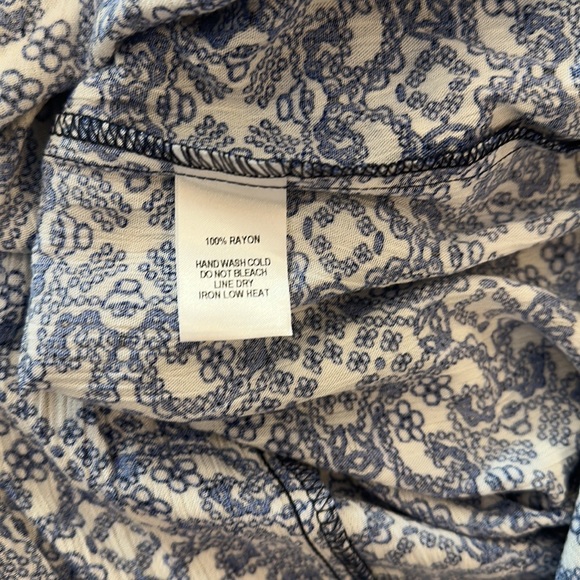 100% RAYON
HAND WASH COLD
DO NOT BLEACH
LINE DRY
IRON LOW HEAT